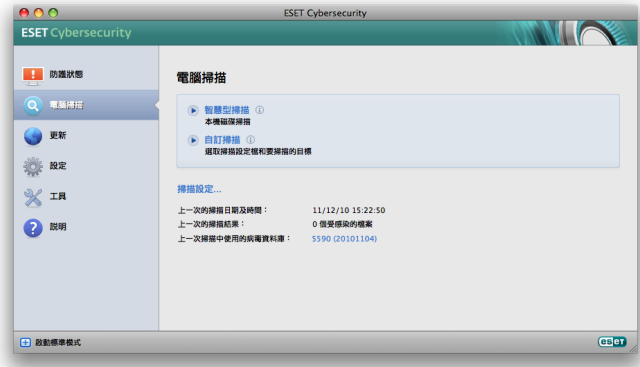 ESET Cybersecurity
ESET Cybersecurity
防護狀態
電腦掃描
更新
設定
工具
說明
電腦掃描
智慧型掃描
本機磁碟掃描
自訂掃描
選取掃描設定檔和要掃描的目標
掃描設定...
上一次的掃描日期及時間： 11/12/10 15:22:50
上一次的掃描結果： 0 個受感染的檔案
上一次掃描中使用的病毒資料庫： 5590 (20101104)
啟動標準模式
eset